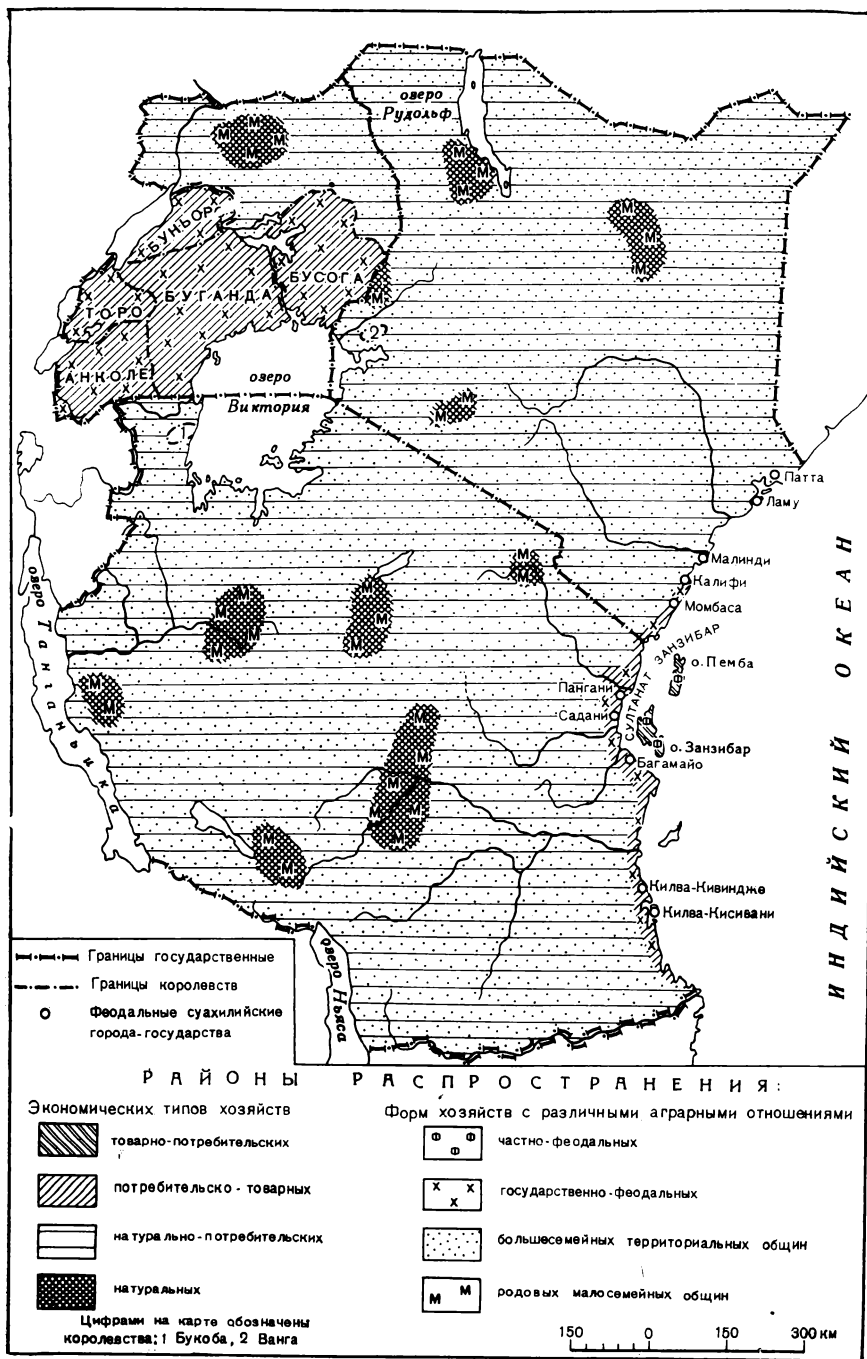 озеро
Рудольф
БУНЬОРО
БУСОГА
БУГАНДА
ТОРО
АНКОЛЕ
2
озеро
Виктория
1
Патта
Ламу
Малинди
Калифи
Момбаса
СУЛТАНАТ ЗАНЗИБАР
о. Пемба
Пангани
Садани
о. Занзибар
Багамайо
озеро Танганьика
Килва-Кивиндже
Килва-Кисивани
ИНДИЙСКИЙ ОКЕАН
озеро Ньяса
Границы государственные
Границы королевств
Феодальные суахилийские
города-государства
РАЙОНЫ РАСПРОСТРАНЕНИЯ:
Экономических типов хозяйств
товарно-потребительских
потребительско-товарных
натурально-потребительских
натуральных
Цифрами на карте обозначены
королевства; 1 Букоба, 2 Ванга
Форм хозяйств с различными аграрными отношениями
Ф Ф Ф
частно-феодальных
х х х
государственно-феодальных
большесемейных территориальных общин
М М М
родовых малосемейных общин
150 0 150 300 км